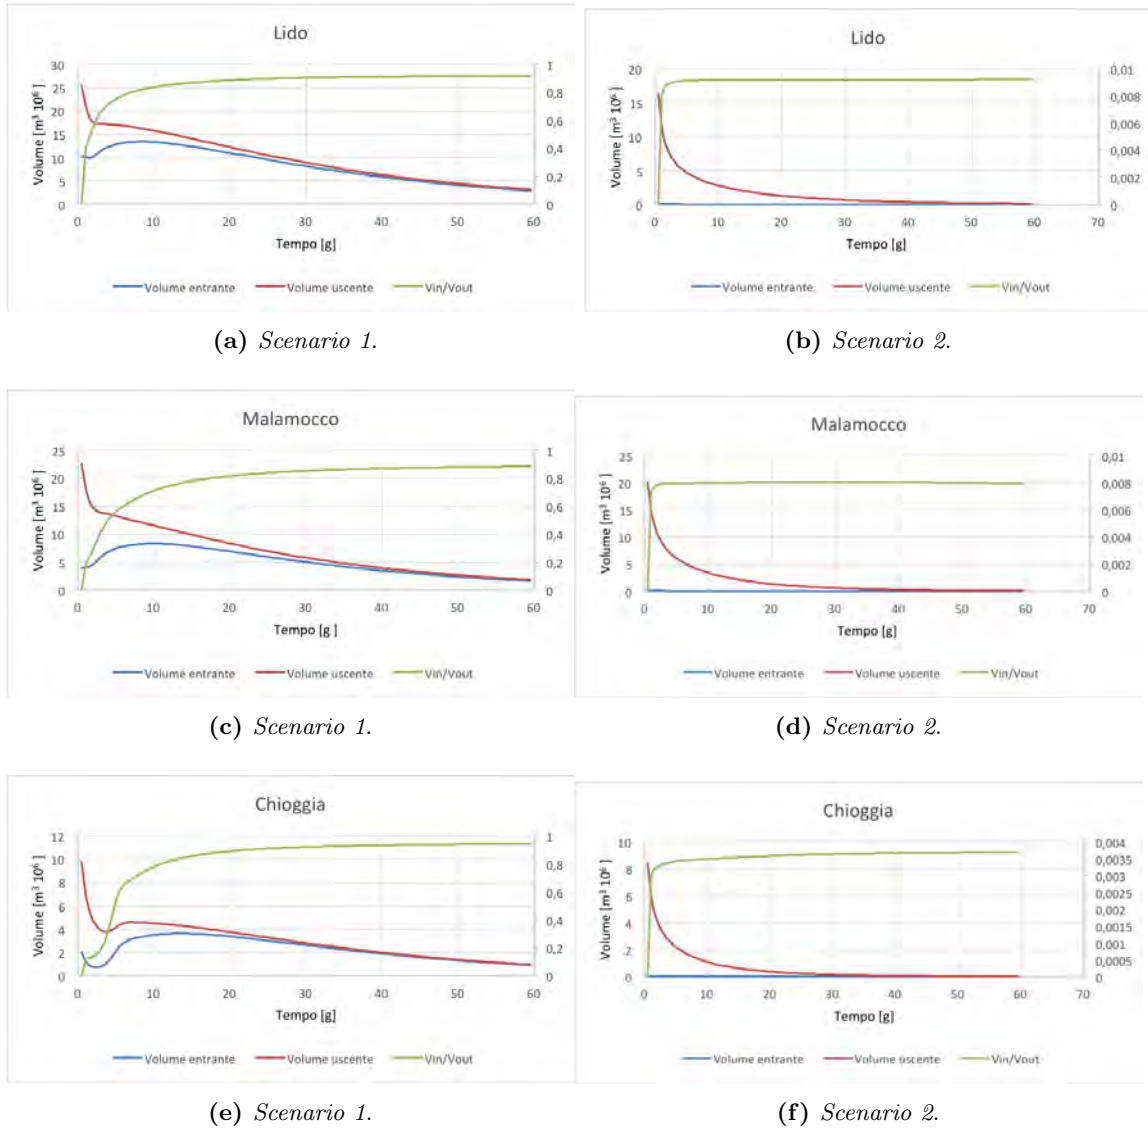 Lido
Volume [m³ 10⁶ ]
30
25
20
15
10
5
0
1
0,8
0,6
0,4
0,2
0
0 10 20 30 40 50 60
Tempo [g]
Volume entrante Volume uscente Vin/Vout
(a) Scenario 1.
Lido
Volume [m³ 10⁶ ]
20
15
10
5
0
0,01
0,008
0,006
0,004
0,002
0
0 10 20 30 40 50 60 70
Tempo [g]
Volume entrante Volume uscente Vin/Vout
(b) Scenario 2.
Malamocco
Volume [m³ 10⁶ ]
25
20
15
10
5
0
1
0,8
0,6
0,4
0,2
0
0 10 20 30 40 50 60
Tempo [g ]
Volume entrante Volume uscente Vin/Vout
(c) Scenario 1.
Malamocco
Volume [m³ 10⁶ ]
25
20
15
10
5
0
0,01
0,008
0,006
0,004
0,002
0
0 10 20 30 40 50 60 70
Tempo [g]
Volume entrante Volume uscente Vin/Vout
(d) Scenario 2.
Chioggia
Volume [m³ 10⁶ ]
12
10
8
6
4
2
0
1
0,8
0,6
0,4
0,2
0
0 10 20 30 40 50 60
Tempo [g]
Volume entrante Volume uscente Vin/Vout
(e) Scenario 1.
Chioggia
Volume [m³ 10⁶ ]
10
8
6
4
2
0
0,004
0,0035
0,003
0,0025
0,002
0,0015
0,001
0,0005
0
0 10 20 30 40 50 60 70
Tempo [g]
Volume entrante Volume uscente Vin/Vout
(f) Scenario 2.